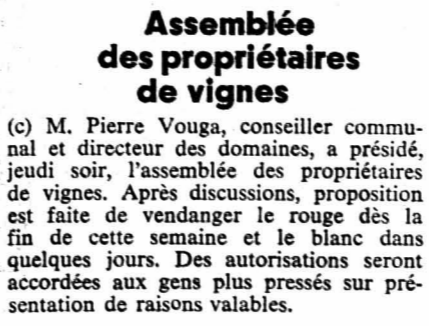 Assemblée
des propriétaires
de vignes
(c) M. Pierre Vouga, conseiller commu-
nal et directeur des domaines, a présidé,
jeudi soir, l'assemblée des propriétaires
de vignes. Après discussions, proposition
est faite de vendanger le rouge dès la
fin de cette semaine et le blanc dans
quelques jours. Des autorisations seront
accordées aux gens plus pressés sur pré-
sentation de raisons valables.